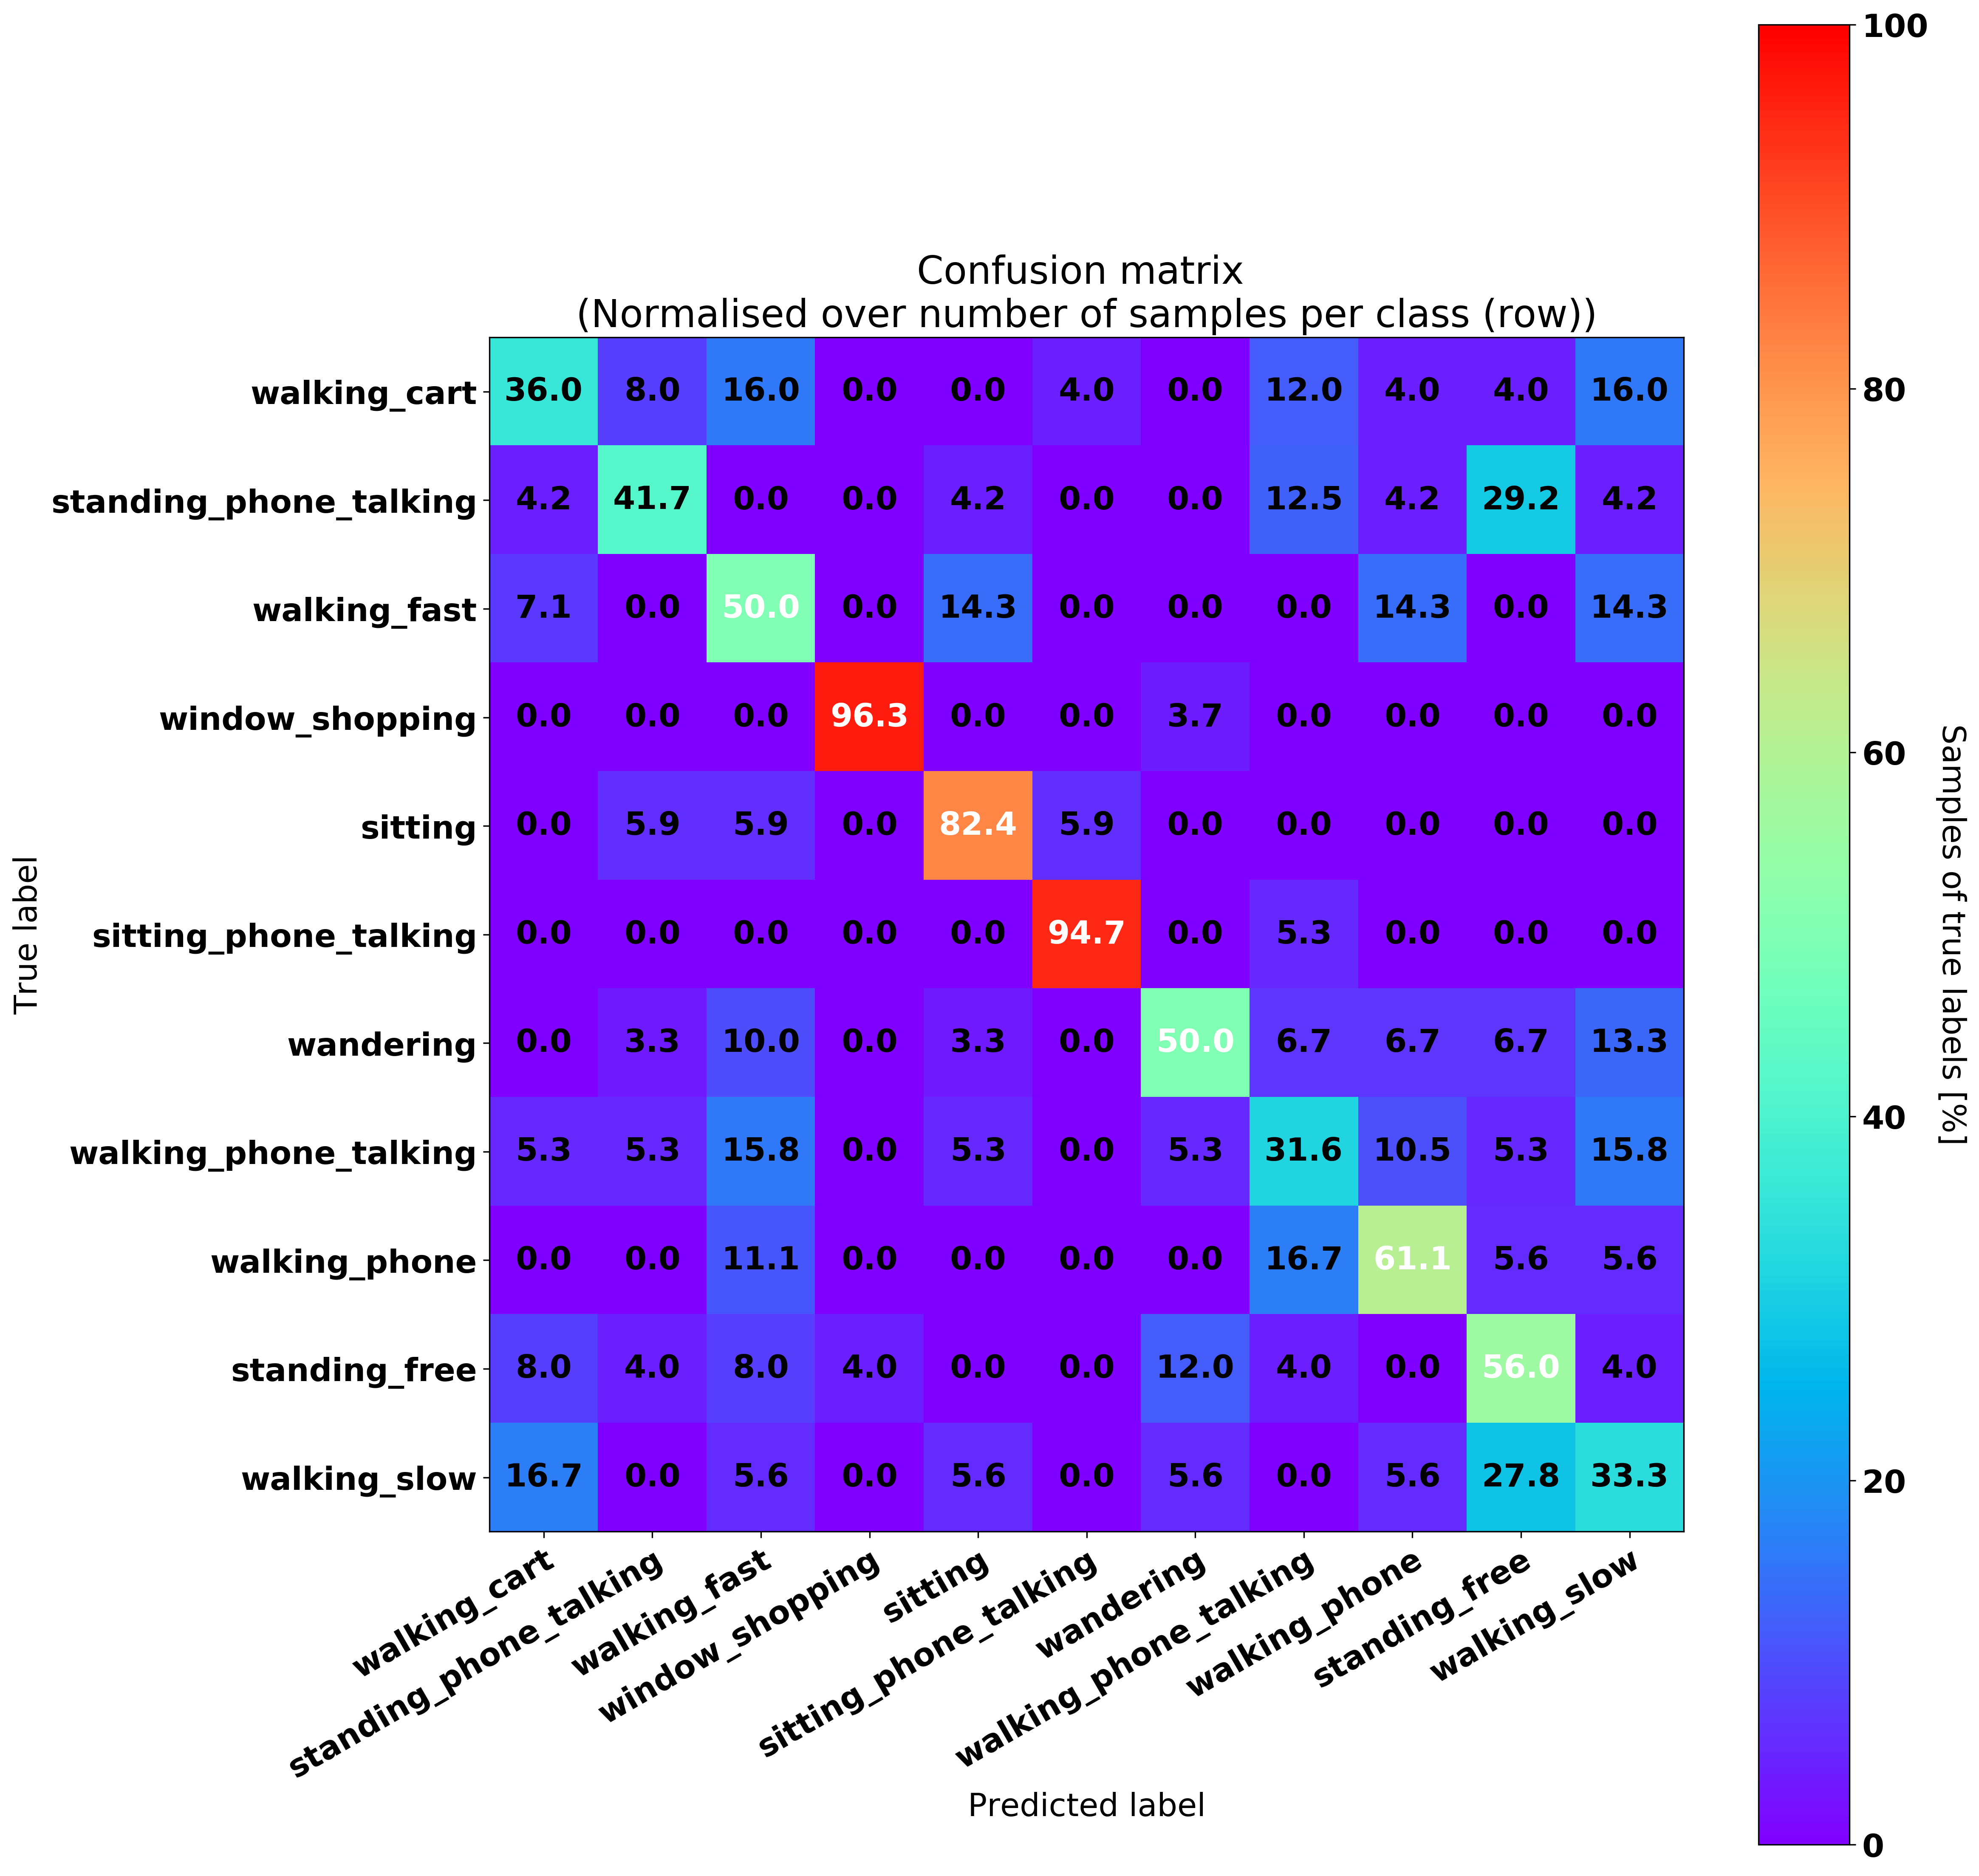 Confusion matrix
(Normalised over number of samples per class (row))
True label
walking_cart 36.0 8.0 16.0 0.0 0.0 4.0 0.0 12.0 4.0 4.0 16.0
standing_phone_talking 4.2 41.7 0.0 0.0 4.2 0.0 0.0 12.5 4.2 29.2 4.2
walking_fast 7.1 0.0 50.0 0.0 14.3 0.0 0.0 0.0 14.3 0.0 14.3
window_shopping 0.0 0.0 0.0 96.3 0.0 0.0 3.7 0.0 0.0 0.0 0.0
sitting 0.0 5.9 5.9 0.0 82.4 5.9 0.0 0.0 0.0 0.0 0.0
sitting_phone_talking 0.0 0.0 0.0 0.0 0.0 94.7 0.0 5.3 0.0 0.0 0.0
wandering 0.0 3.3 10.0 0.0 3.3 0.0 50.0 6.7 6.7 6.7 13.3
walking_phone_talking 5.3 5.3 15.8 0.0 5.3 0.0 5.3 31.6 10.5 5.3 15.8
walking_phone 0.0 0.0 11.1 0.0 0.0 0.0 0.0 16.7 61.1 5.6 5.6
standing_free 8.0 4.0 8.0 4.0 0.0 0.0 12.0 4.0 0.0 56.0 4.0
walking_slow 16.7 0.0 5.6 0.0 5.6 0.0 5.6 0.0 5.6 27.8 33.3
walking_cart
standing_phone_talking
walking_fast
window_shopping
sitting
sitting_phone_talking
wandering
walking_phone_talking
walking_phone
standing_free
walking_slow
Predicted label
100
80
60
40
20
0
Samples of true labels [%]